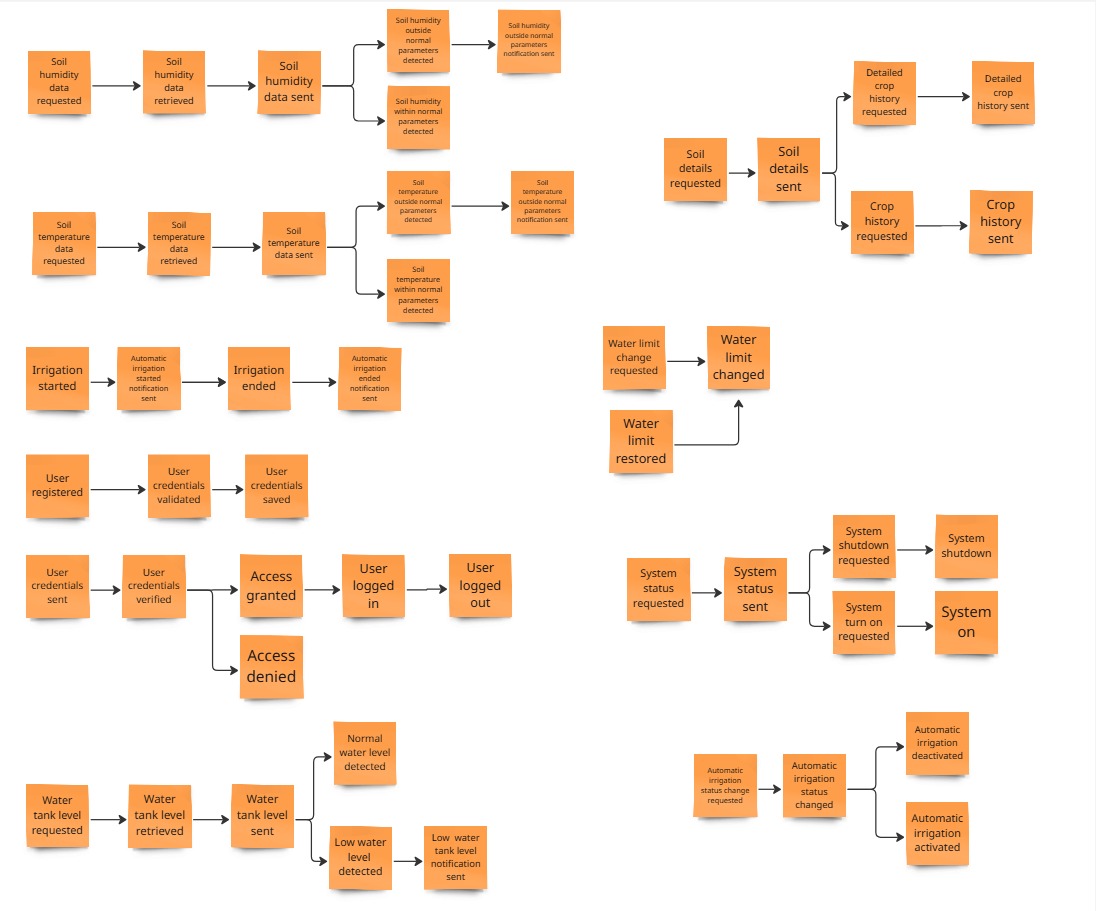 Soil
humidity
data
requested
Soil
humidity
data
retrieved
Soil
humidity
data sent
Soil humidity
outside
normal
parameters
detected
Soil humidity
outside normal
parameters
notification sent
Soil humidity
within normal
parameters
detected
Soil
temperature
data
requested
Soil
temperature
data
retrieved
Soil
temperature
data sent
Soil
temperature
outside normal
parameters
detected
Soil
temperature
outside normal
parameters
notification sent
Soil
temperature
within normal
parameters
detected
Irrigation
started
Automatic
irrigation
started
notification
sent
Irrigation
ended
Automatic
irrigation
ended
notification
sent
User
registered
User
credentials
validated
User
credentials
saved
User
credentials
sent
User
credentials
verified
Access
granted
User
logged
in
User
logged
out
Access
denied
Water
tank level
requested
Water
tank level
retrieved
Water
tank level
sent
Normal
water level
detected
Low water
level
detected
Low water
tank level
notification
sent
Soil
details
requested
Soil
details
sent
Detailed
crop
history
requested
Detailed
crop
history sent
Crop
history
requested
Crop
history
sent
Water limit
change
requested
Water
limit
changed
Water
limit
restored
System
status
requested
System
status
sent
System
shutdown
requested
System
shutdown
System
turn on
requested
System
on
Automatic
irrigation
status change
requested
Automatic
irrigation
status
changed
Automatic
irrigation
deactivated
Automatic
irrigation
activated